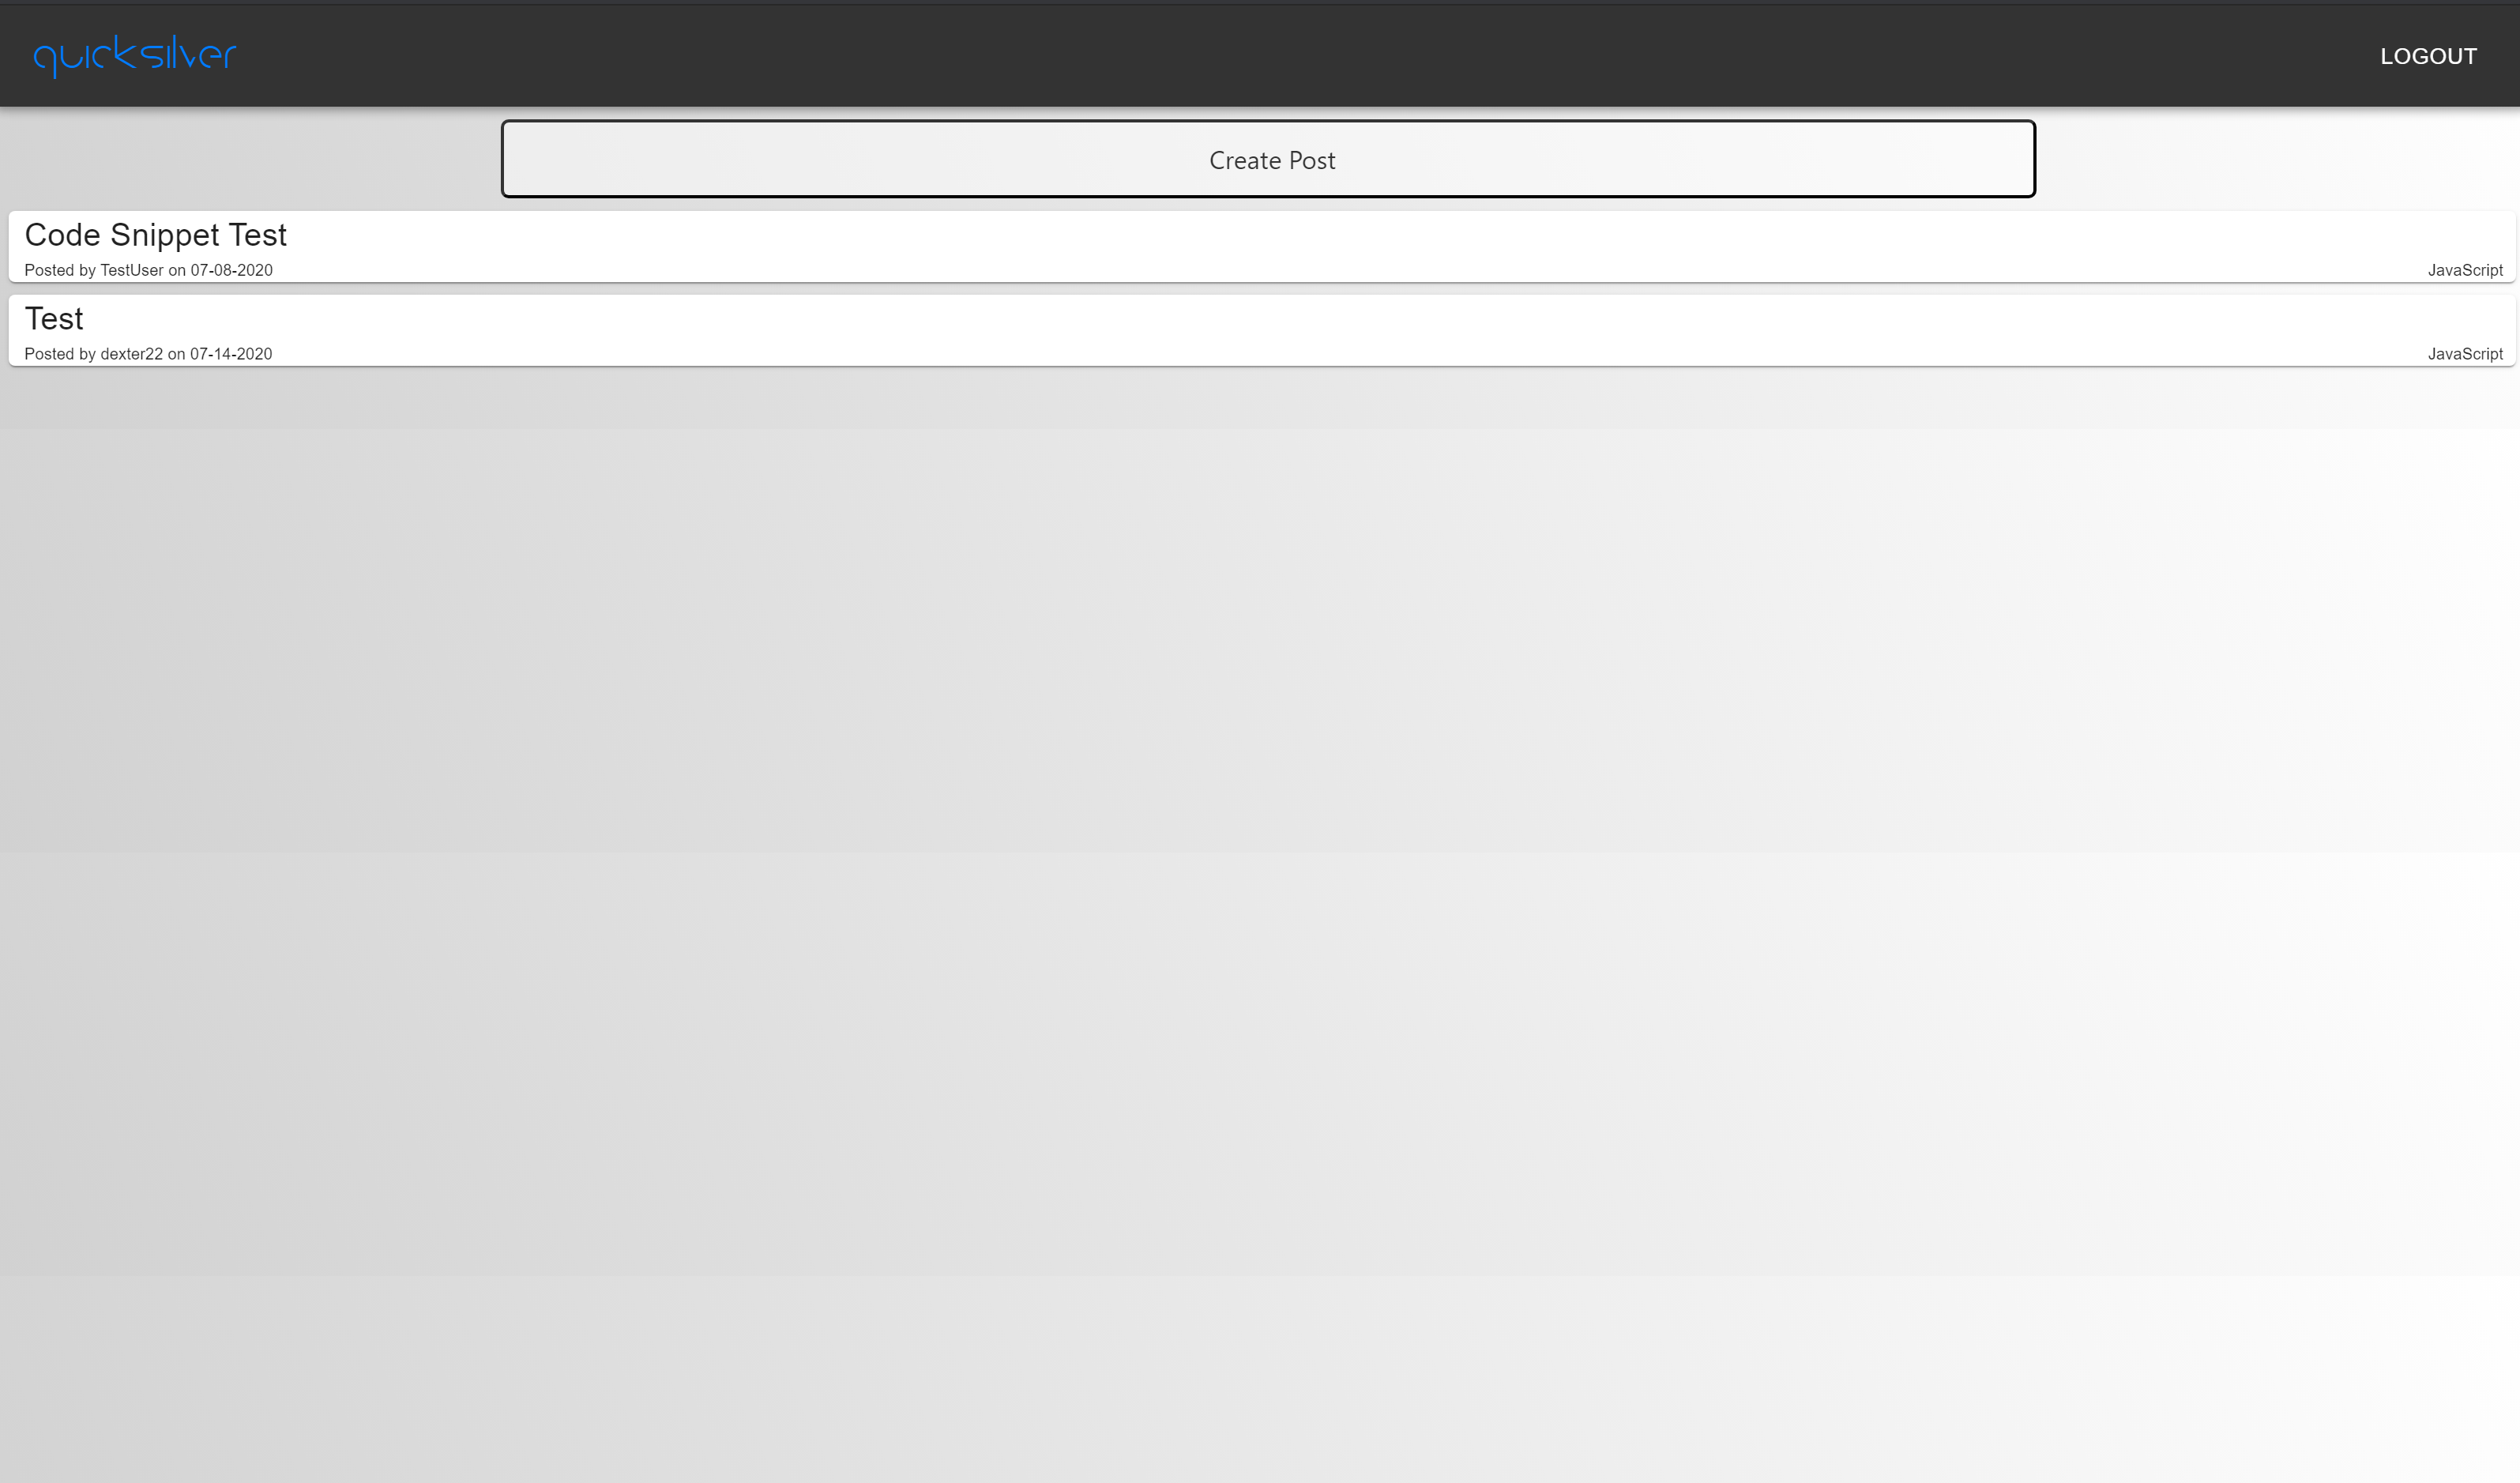 quicksilver
LOGOUT
Create Post
Code Snippet Test
Posted by TestUser on 07-08-2020
JavaScript
Test
Posted by dexter22 on 07-14-2020
JavaScript